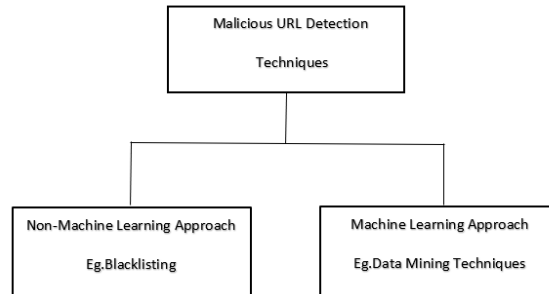 Malicious URL Detection
Techniques
Non-Machine Learning Approach
Eg.Blacklisting
Machine Learning Approach
Eg.Data Mining Techniques